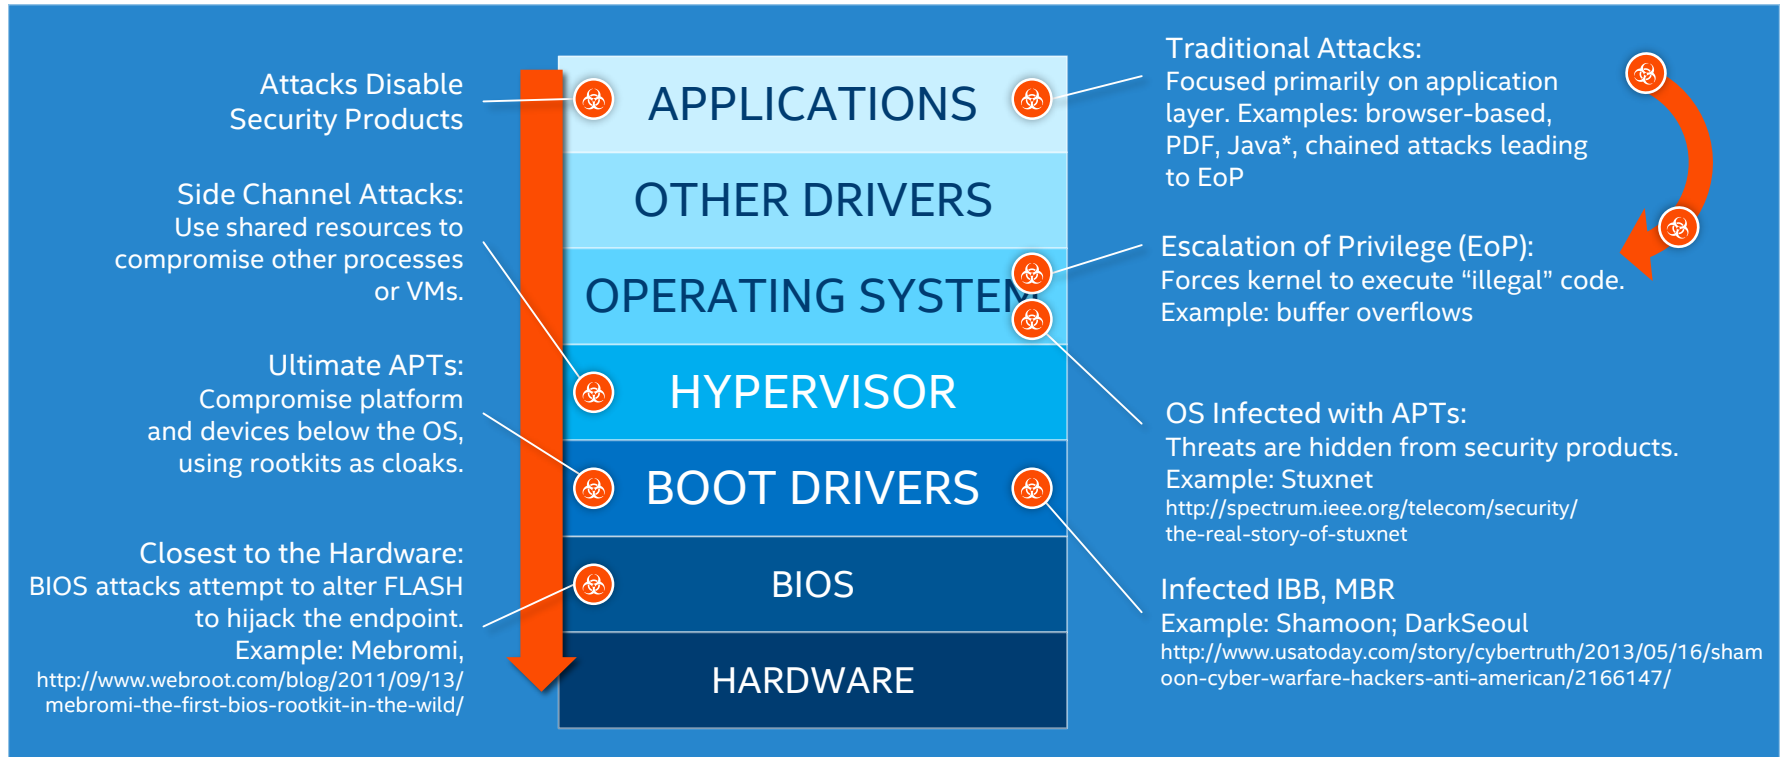 Attacks Disable
Security Products
Side Channel Attacks:
Use shared resources to
compromise other processes
or VMs.
Ultimate APTs:
Compromise platform
and devices below the OS,
using rootkits as cloaks.
Closest to the Hardware:
BIOS attacks attempt to alter FLASH
to hijack the endpoint.
Example: Mebromi,
http://www.webroot.com/blog/2011/09/13/
mebromi-the-first-bios-rootkit-in-the-wild/
APPLICATIONS
OTHER DRIVERS
OPERATING SYSTEM
HYPERVISOR
BOOT DRIVERS
BIOS
HARDWARE
Traditional Attacks:
Focused primarily on application
layer. Examples: browser-based,
PDF, Java*, chained attacks leading
to EoP
Escalation of Privilege (EoP):
Forces kernel to execute “illegal” code.
Example: buffer overflows
OS Infected with APTs:
Threats are hidden from security products.
Example: Stuxnet
http://spectrum.ieee.org/telecom/security/
the-real-story-of-stuxnet
Infected IBB, MBR
Example: Shamoon; DarkSeoul
http://www.usatoday.com/story/cybertruth/2013/05/16/sham
oon-cyber-warfare-hackers-anti-american/2166147/